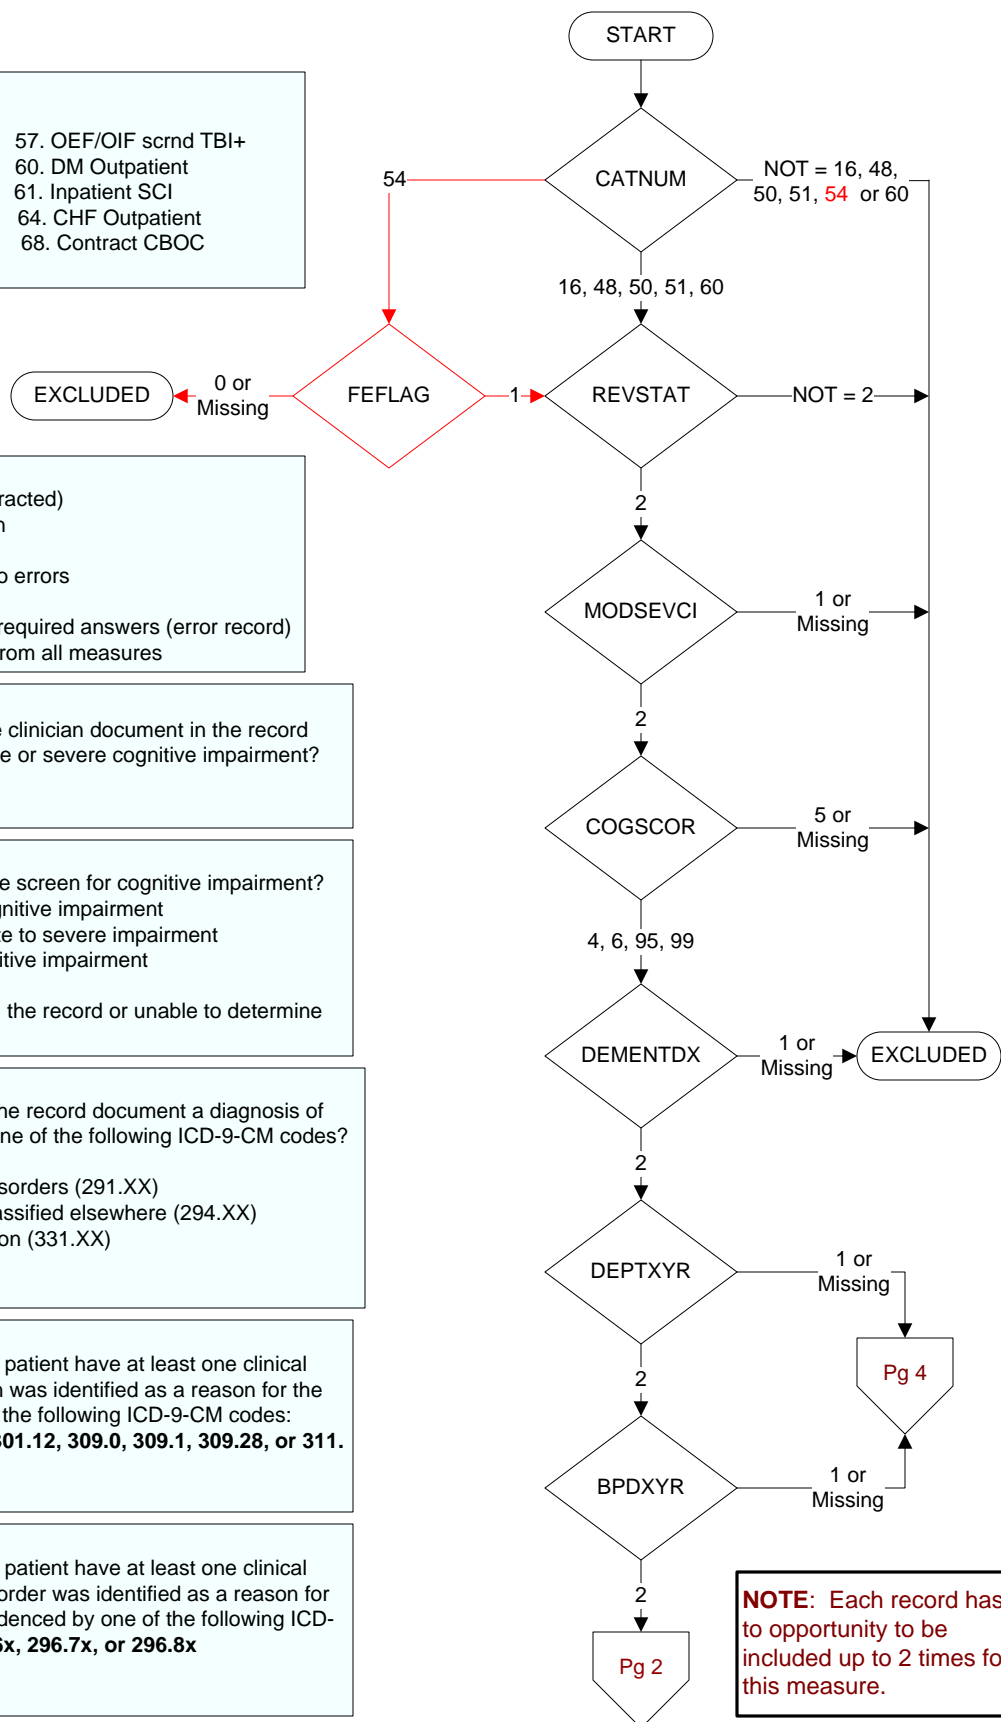 START
57. OEF/OIF scrnd TBI+
60. DM Outpatient
61. Inpatient SCI
64. CHF Outpatient
68. Contract CBOC
CATNUM
54
NOT = 16, 48,
50, 51, 54 or 60
16, 48, 50, 51, 60
EXCLUDED
0 or
Missing
FEFLAG
1
REVSTAT
NOT = 2
2
racted)
n
o errors
required answers (error record)
from all measures
MODSEVCI
1 or
Missing
2
e clinician document in the record
e or severe cognitive impairment?
COGSCOR
5 or
Missing
4, 6, 95, 99
e screen for cognitive impairment?
gnitive impairment
te to severe impairment
itive impairment
the record or unable to determine
DEMENTDX
1 or
Missing
EXCLUDED
2
he record document a diagnosis of
ne of the following ICD-9-CM codes?
sorders (291.XX)
assified elsewhere (294.XX)
on (331.XX)
DEPTXYR
1 or
Missing
2
Pg 4
patient have at least one clinical
n was identified as a reason for the
the following ICD-9-CM codes:
301.12, 309.0, 309.1, 309.28, or 311.
BPDXYR
1 or
Missing
2
Pg 2
patient have at least one clinical
order was identified as a reason for
idenced by one of the following ICD-
6x, 296.7x, or 296.8x
NOTE: Each record has
to opportunity to be
included up to 2 times fo
this measure.